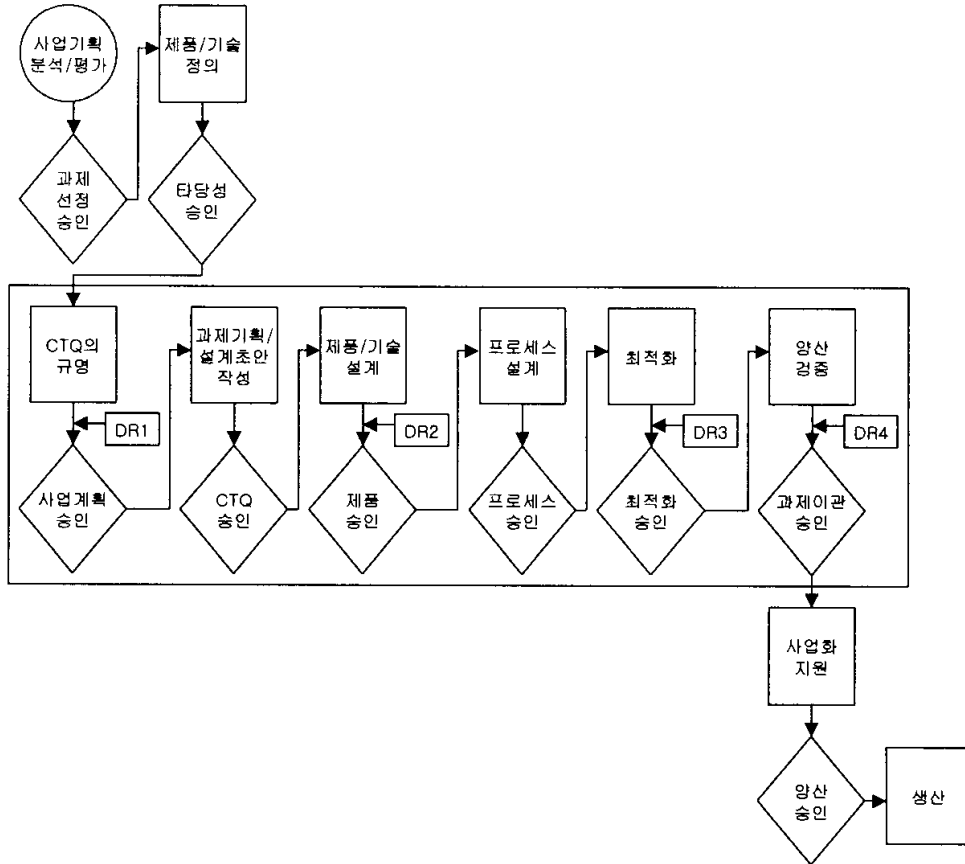 사업기획
분석/평가
제품/기술
정의
과제
선정
승인
타당성
승인
CTQ의
규명
과제기획/
설계초안
작성
제품/기술
설계
프로세스
설계
최적화
양산
검증
DR1
DR2
DR3
DR4
사업계획
승인
CTQ
승인
제품
승인
프로세스
승인
최적화
승인
과제이관
승인
사업화
지원
양산
승인
생산